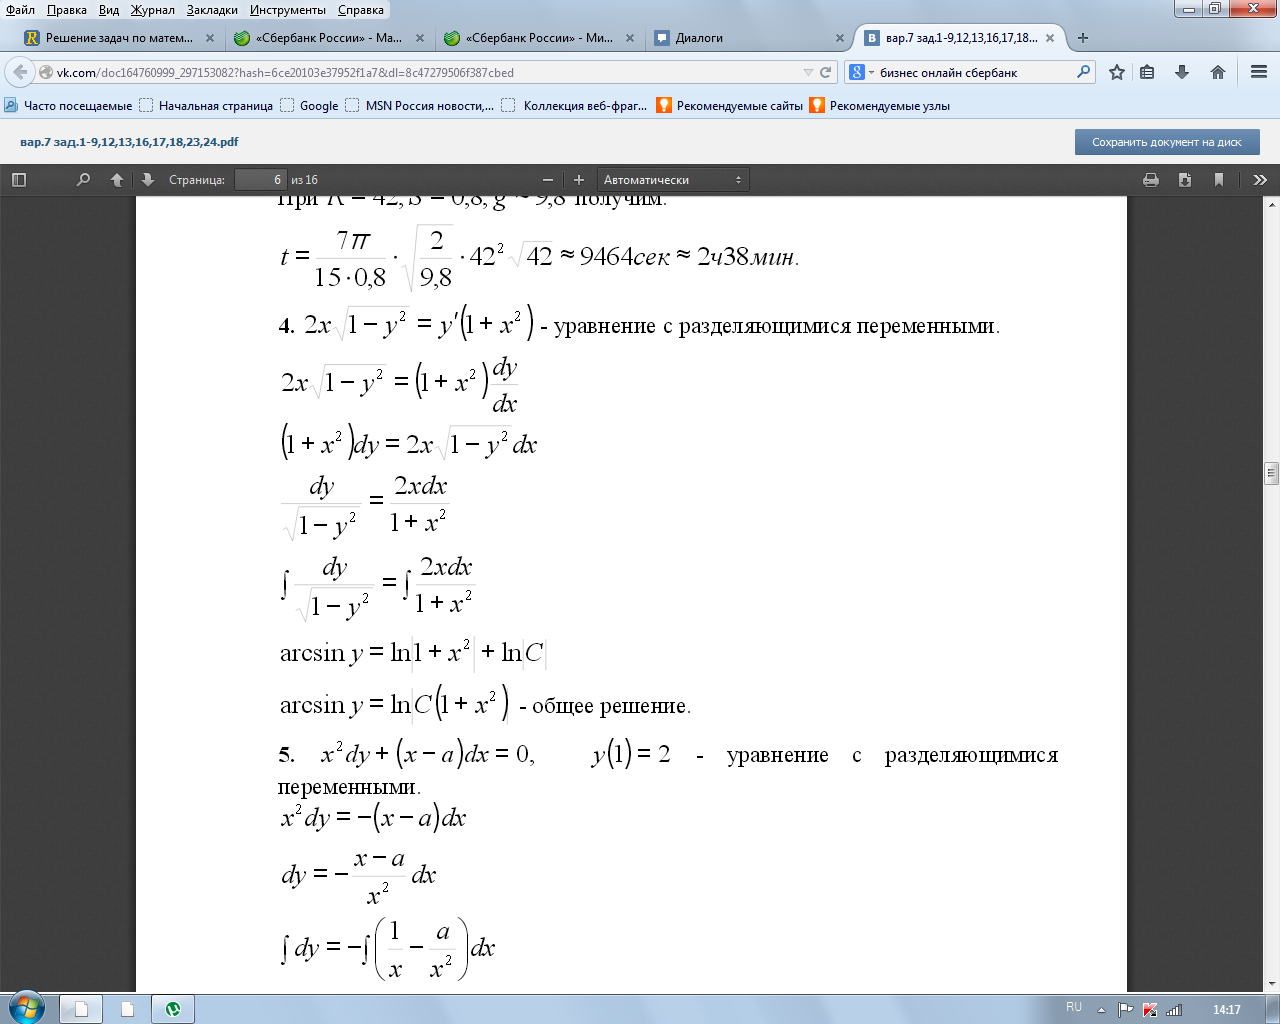 Файл Правка Вид Журнал Закладки Инструменты Справка
Решение задач по матем... «Сбербанк России» - Ма... «Сбербанк России» - Ми... Диалоги вар.7 зад.1-9,12,13,16,17,18...
vk.com/doc164760999_297153082?hash=6ce20103e37952f1a7&dl=8c47279506f387cbed бизнес онлайн сбербанк
Часто посещаемые Начальная страница Google MSN Россия новости,... Коллекция веб-фраг... Рекомендуемые сайты Рекомендуемые узлы
вар.7 зад.1-9,12,13,16,17,18,23,24.pdf Сохранить документ на диск
Страница: 6 из 16 Автоматически
При R = 42, S = 0,8, g ≈ 9,8 получим:
t = 7π/(15·0,8) · √(2/9,8) · 42² √42 ≈ 9464сек ≈ 2ч38мин.
4. 2x√(1 − y²) = y′(1 + x²) - уравнение с разделяющимися переменными.
2x√(1 − y²) = (1 + x²) dy/dx
(1 + x²)dy = 2x√(1 − y²)dx
dy/√(1 − y²) = 2xdx/(1 + x²)
∫ dy/√(1 − y²) = ∫ 2xdx/(1 + x²)
arcsin y = ln|1 + x²| + ln|C|
arcsin y = ln|C(1 + x²)| - общее решение.
5. x²dy + (x − a)dx = 0, y(1) = 2 - уравнение с разделяющимися
переменными.
x²dy = −(x − a)dx
dy = − (x − a)/x² dx
∫ dy = −∫ (1/x − a/x²)dx
RU 14:17